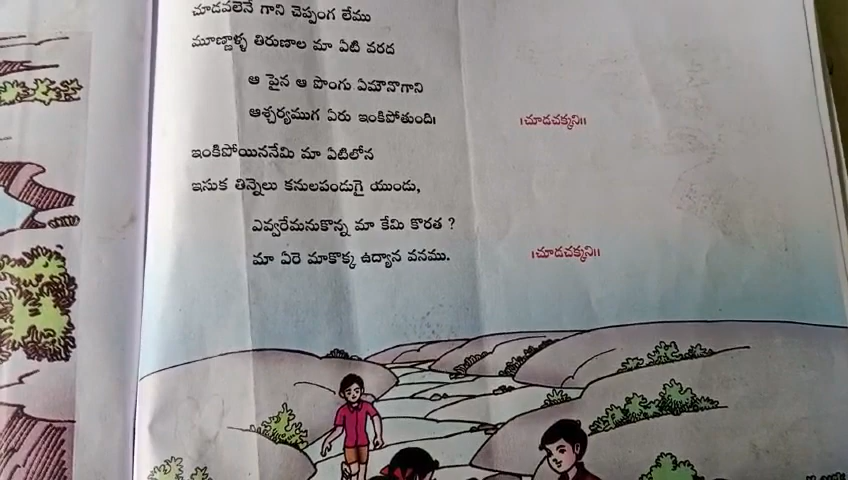 చూడవలెనే గాని చెప్పంగ లేము
మూణ్ణాళ్ళ తిరుణాల మా ఏటి వరద
ఆ పైన ఆ పొంగు ఏమౌనొగాని
ఆశ్చర్యముగ ఏరు ఇంకిపోతుంది। ।చూడచక్కని॥
ఇంకిపోయిననేమి మా ఏటిలోన
ఇసుక తిన్నెలు కనులపండుగై యుండు,
ఎవ్వరేమనుకొన్న మా కేమి కొరత ?
మా ఏరె మాకొక్క ఉద్యాన వనము. ।చూడచక్కని॥